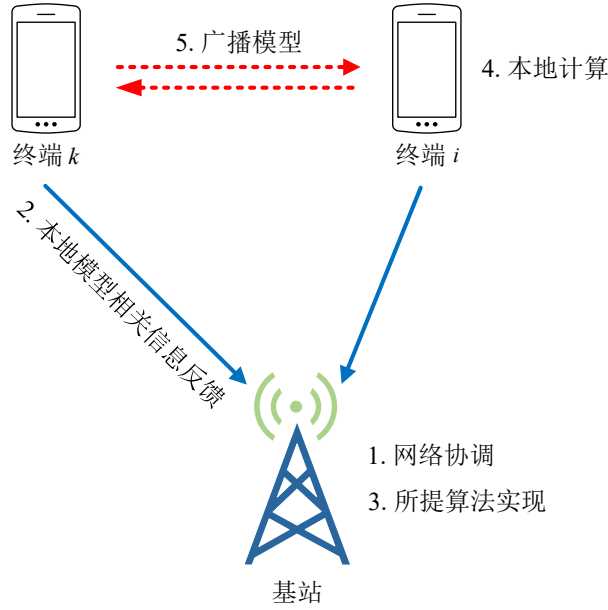 5. 广播模型
4. 本地计算
终端 k
终端 i
2. 本地模型相关信息反馈
1. 网络协调
3. 所提算法实现
基站